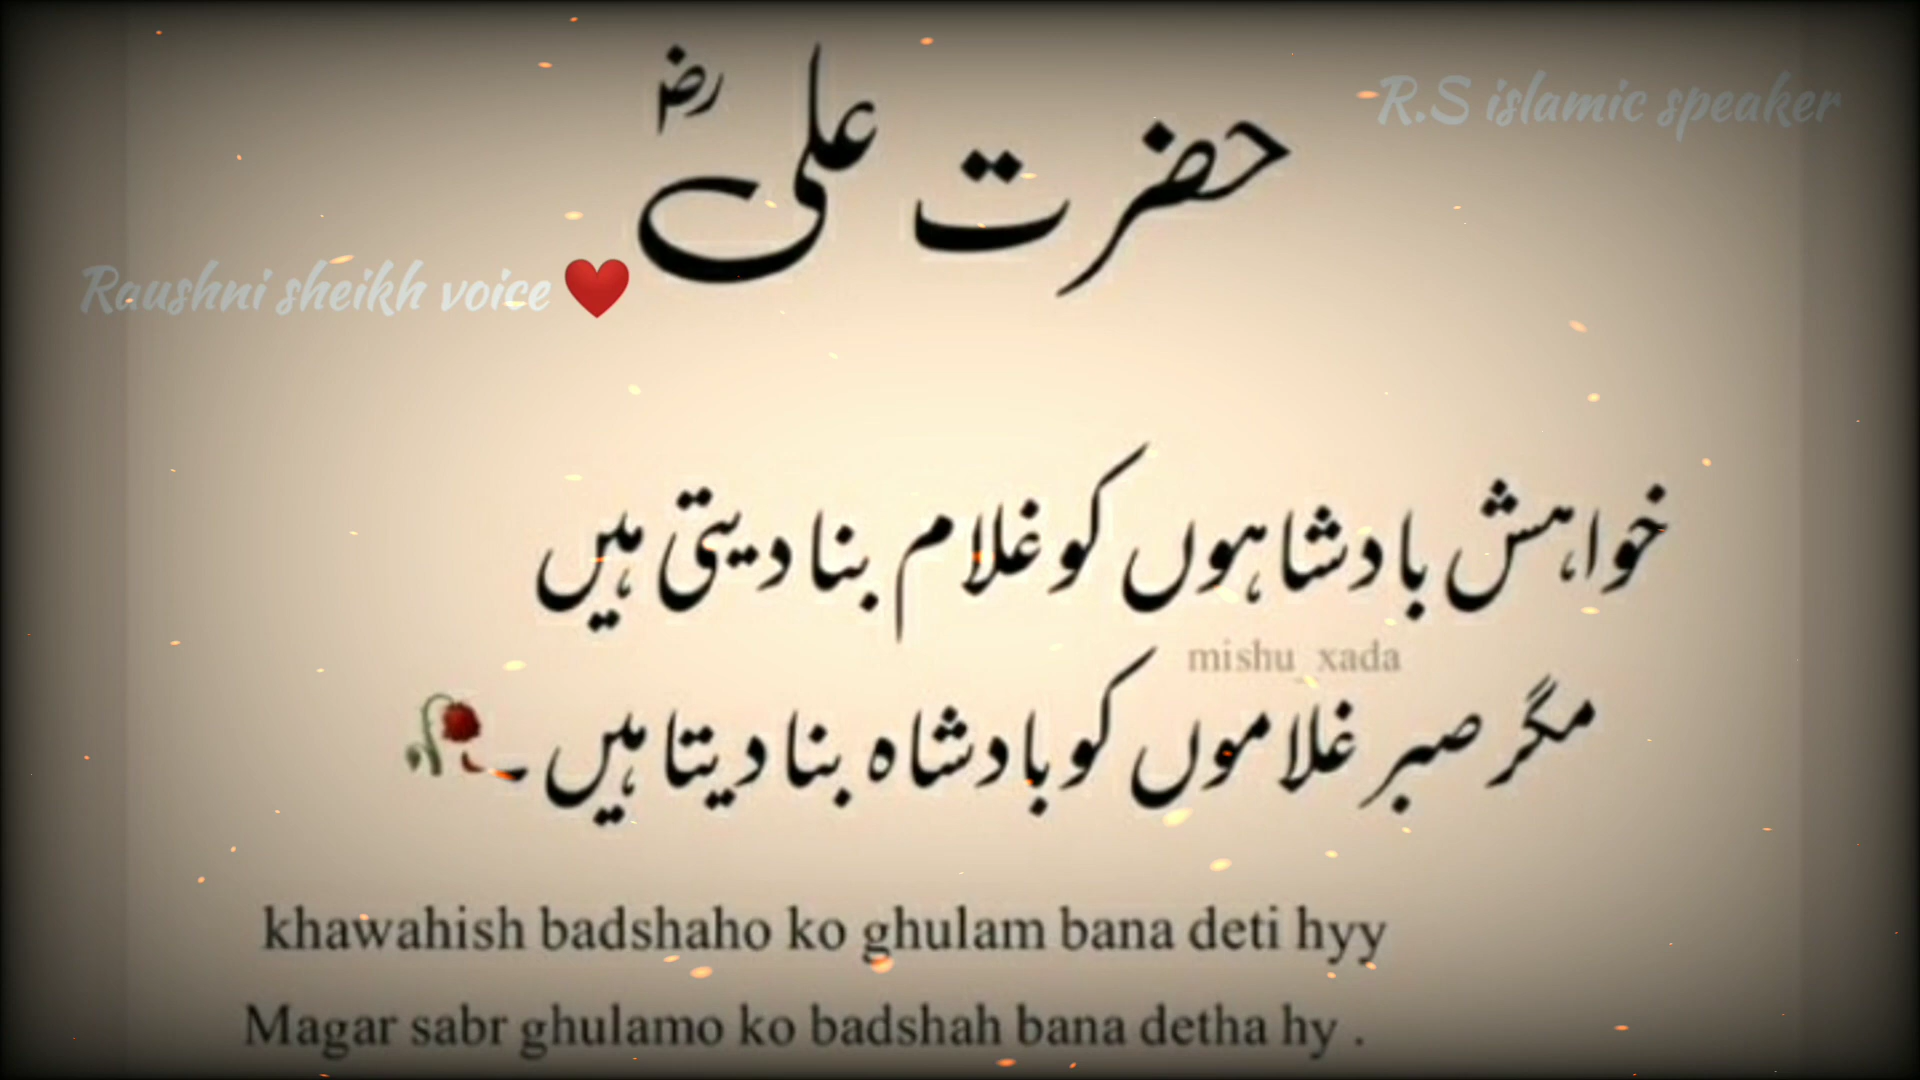 حضرت علیؓ رضہ
R.S islamic speaker
Raushni sheikh voice ❤️
خواہش بادشاہوں کو غلام بنا دیتی ہیں
mishu_xada
مگر صبر غلاموں کو بادشاہ بنا دیتا ہیں ۔🥀
khawahish badshaho ko ghulam bana deti hyy
Magar sabr ghulamo ko badshah bana detha hy .